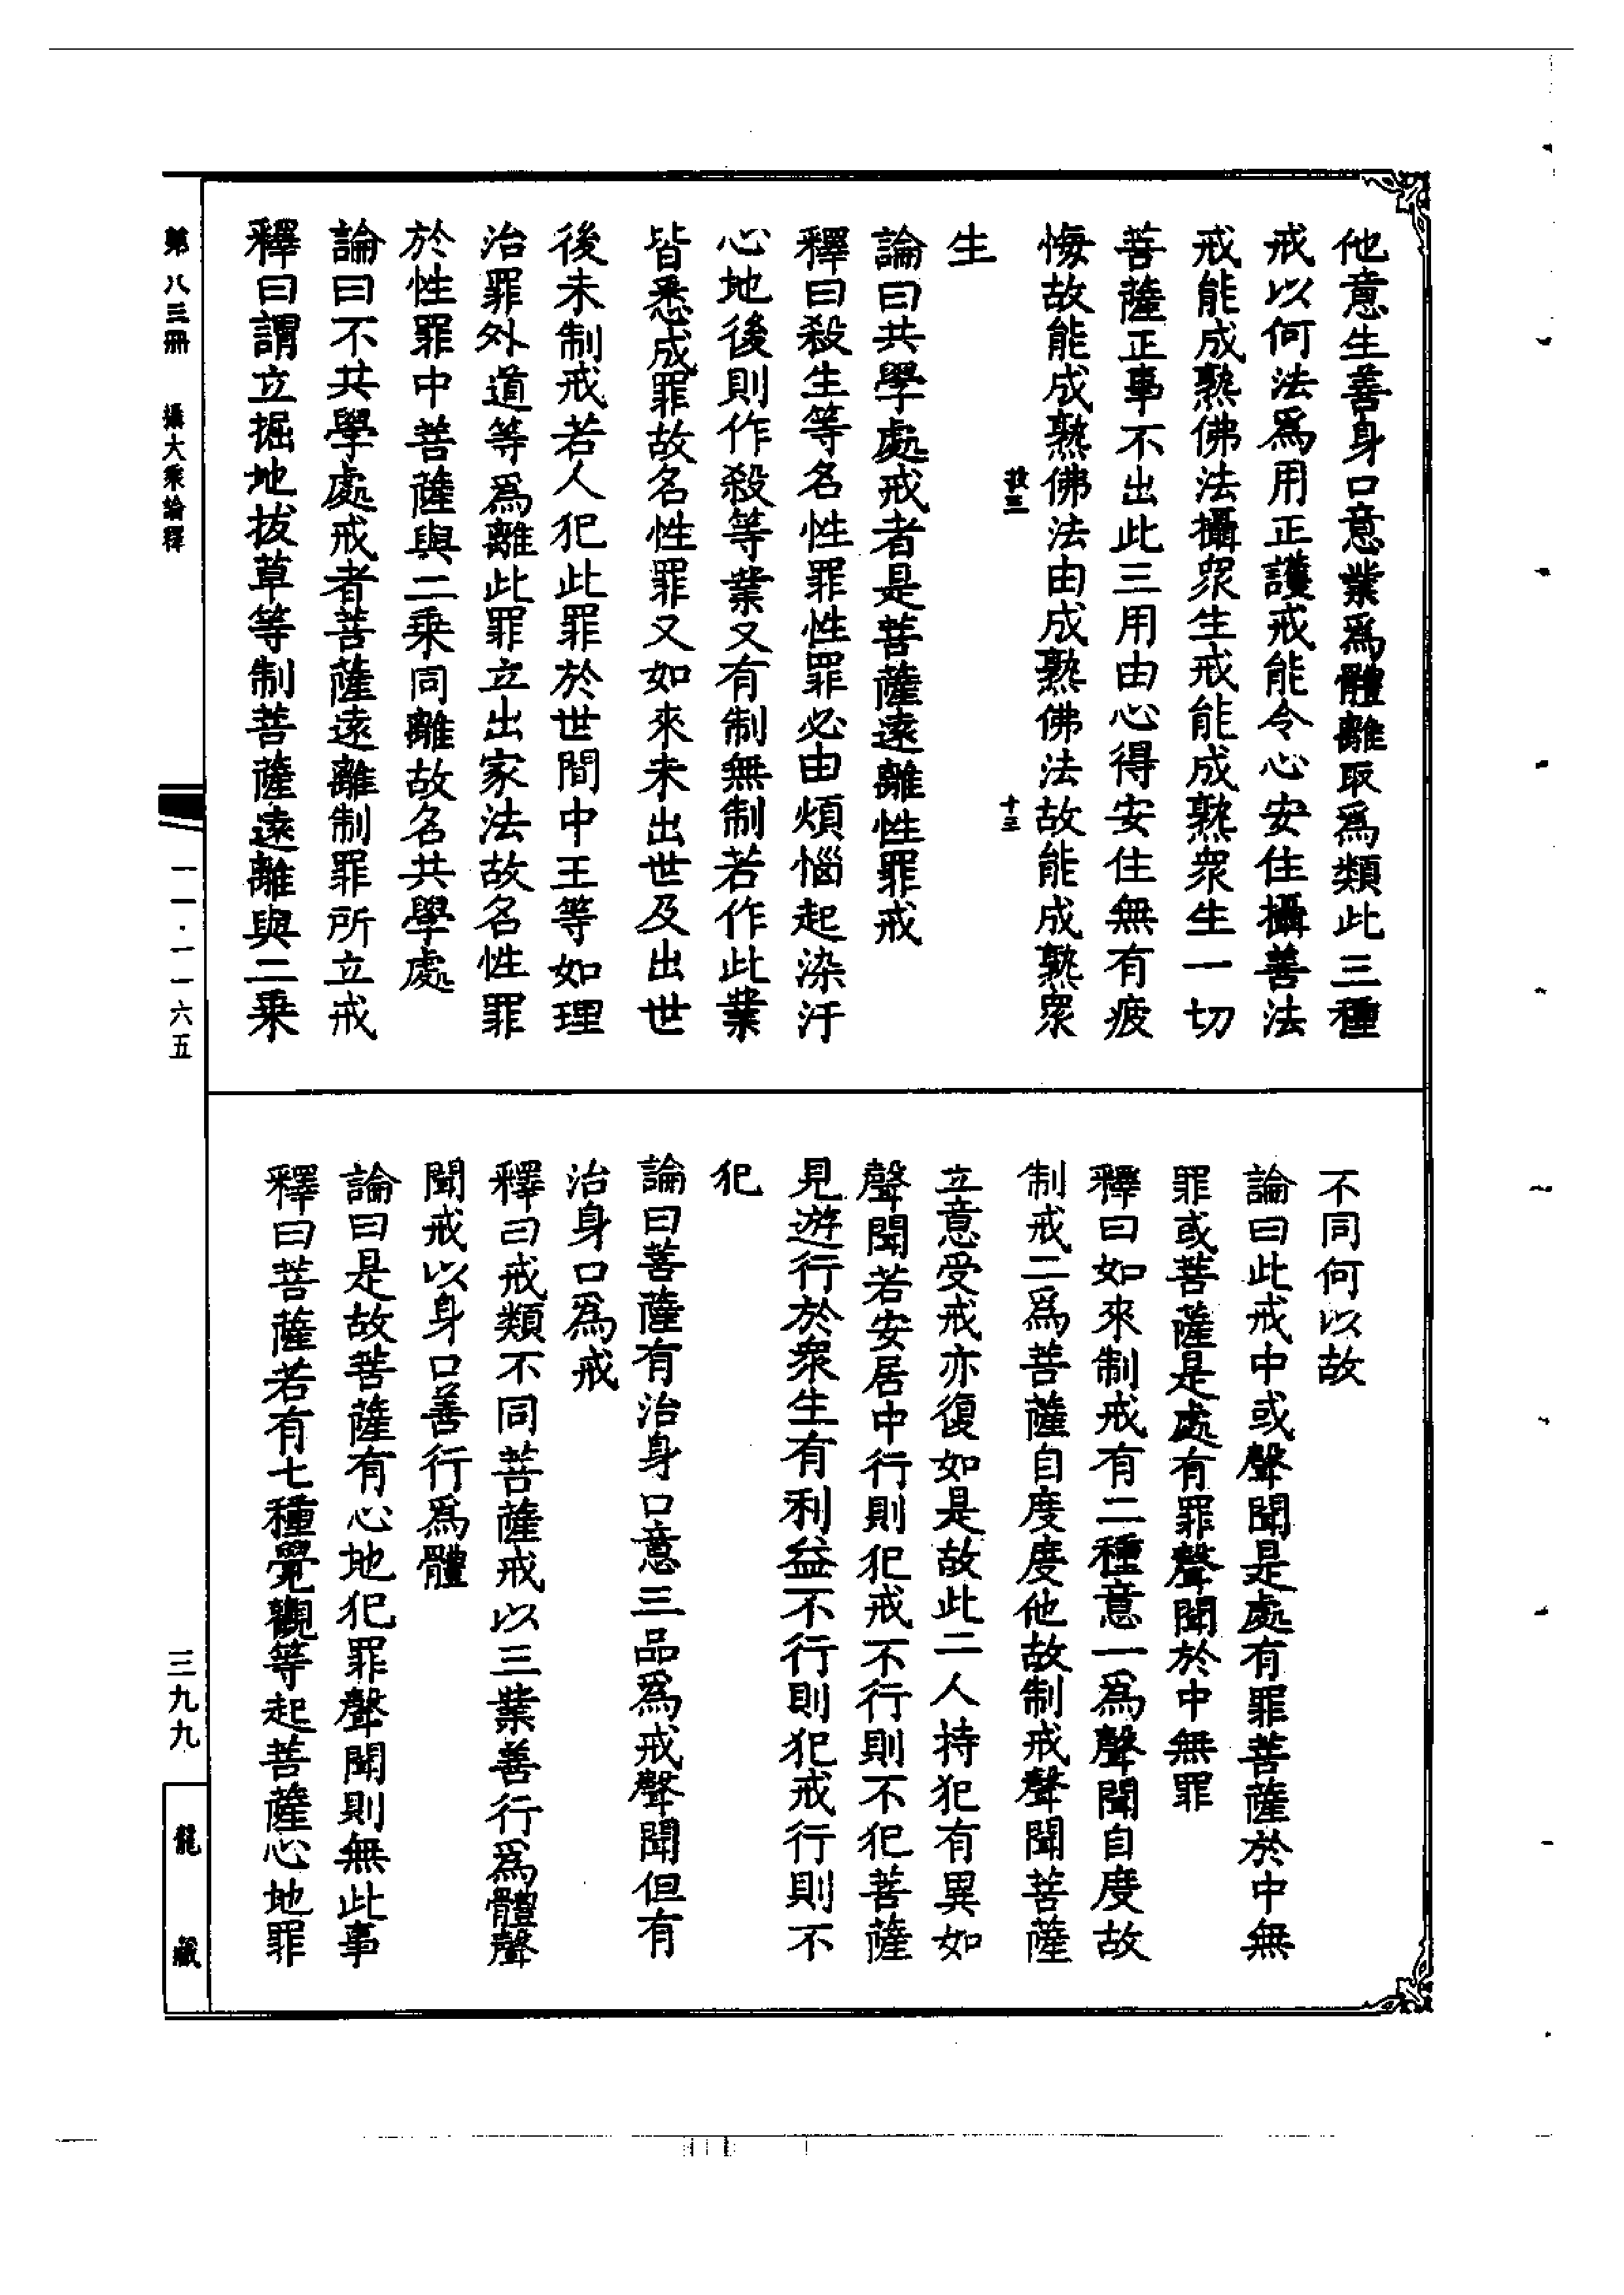 他意生善身口意業爲體離取爲類此三種
戒以何法爲用正護戒能令心安住攝善法
戒能成熟佛法攝衆生戒能成熟衆生一切
菩薩正事不出此三用由心得安住無有疲
悔故能成熟佛法由成熟佛法故能成熟衆
生
論曰共學處戒者是菩薩遠離性罪戒
釋曰殺生等名性罪性罪必由煩惱起染汙
心地後則作殺等業又有制無制若作此業
皆悉成罪故名性罪又如來未出世及出世
後未制戒若人犯此罪於世間中王等如理
治罪外道等爲離此罪立出家法故名性罪
於性罪中菩薩與二乘同離故名共學處
論曰不共學處戒者菩薩遠離制罪所立戒
釋曰謂立掘地拔草等制菩薩遠離與二乘
不同何以故
論曰此戒中或聲聞是處有罪菩薩於中無
罪或菩薩是處有罪聲聞於中無罪
釋曰如來制戒有二種意一爲聲聞自度故
制戒二爲菩薩自度度他故制戒聲聞菩薩
立意受戒亦復如是故此二人持犯有異如
聲聞若安居中行則犯戒不行則不犯菩薩
見遊行於衆生有利益不行則犯戒行則不
犯
論曰菩薩有治身口意三品爲戒聲聞但有
治身口爲戒
釋曰戒類不同菩薩戒以三業善行爲體聲
聞戒以身口善行爲體
論曰是故菩薩有心地犯罪聲聞則無此事
釋曰菩薩若有七種覺觀等起菩薩心地罪
第八三冊 攝大乘論釋
一一·一一六五
三九九
龍藏